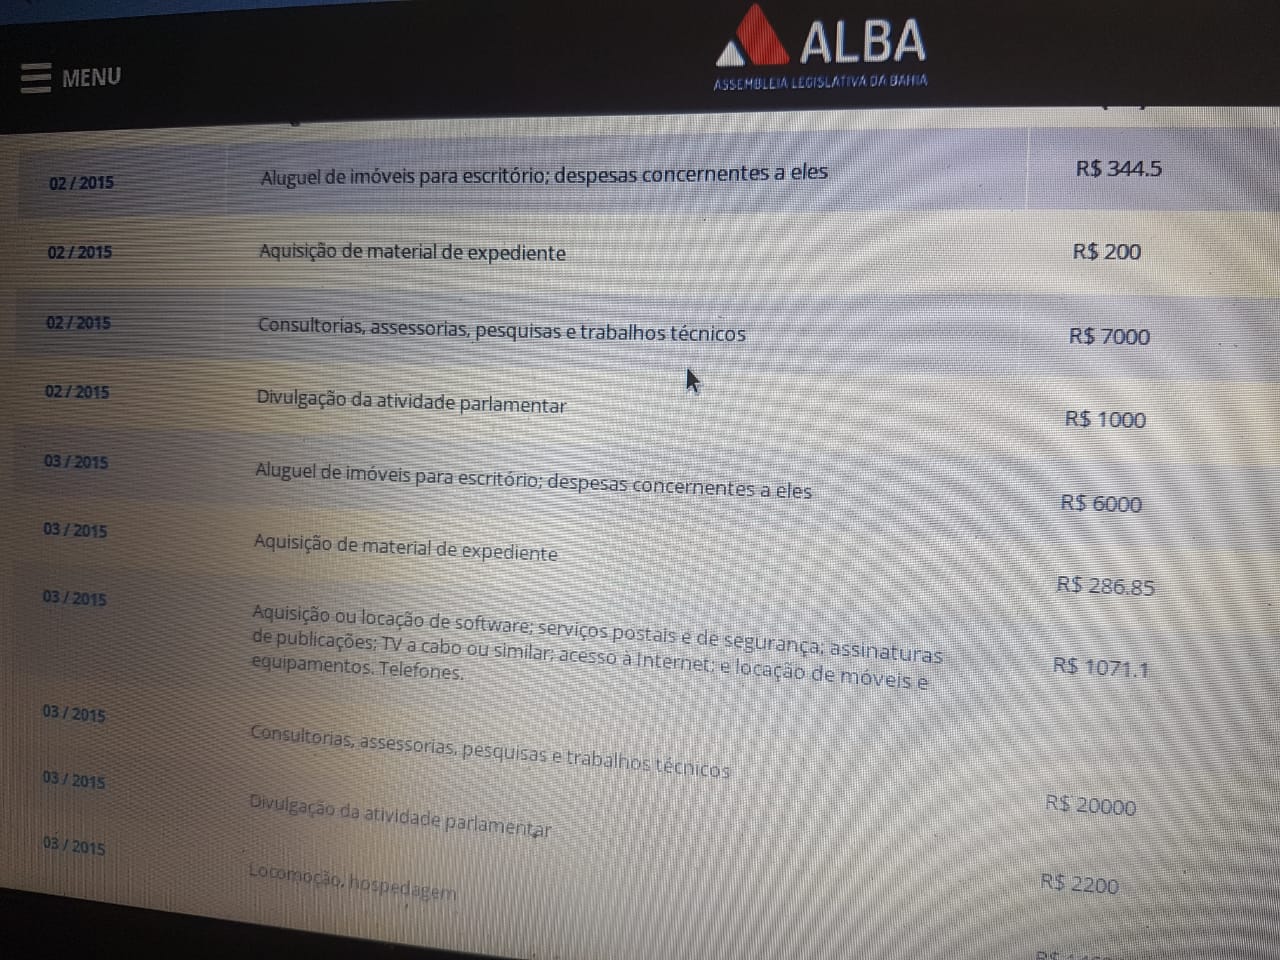 MENU
ALBA
ASSEMBLEIA LEGISLATIVA DA BAHIA
02 / 2015 Aluguel de imóveis para escritório; despesas concernentes a eles R$ 344.5
02 / 2015 Aquisição de material de expediente R$ 200
02 / 2015 Consultorias, assessorias, pesquisas e trabalhos técnicos R$ 7000
02 / 2015 Divulgação da atividade parlamentar R$ 1000
03 / 2015 Aluguel de imóveis para escritório; despesas concernentes a eles R$ 6000
03 / 2015 Aquisição de material de expediente R$ 286.85
03 / 2015 Aquisição ou locação de software; serviços postais e de segurança; assinaturas
de publicações; TV a cabo ou similar; acesso à Internet; e locação de móveis e
equipamentos. Telefones. R$ 1071.1
03 / 2015 Consultorias, assessorias, pesquisas e trabalhos técnicos R$ 20000
03 / 2015 Divulgação da atividade parlamentar R$ 2200
03 / 2015 Locomoção, hospedagem